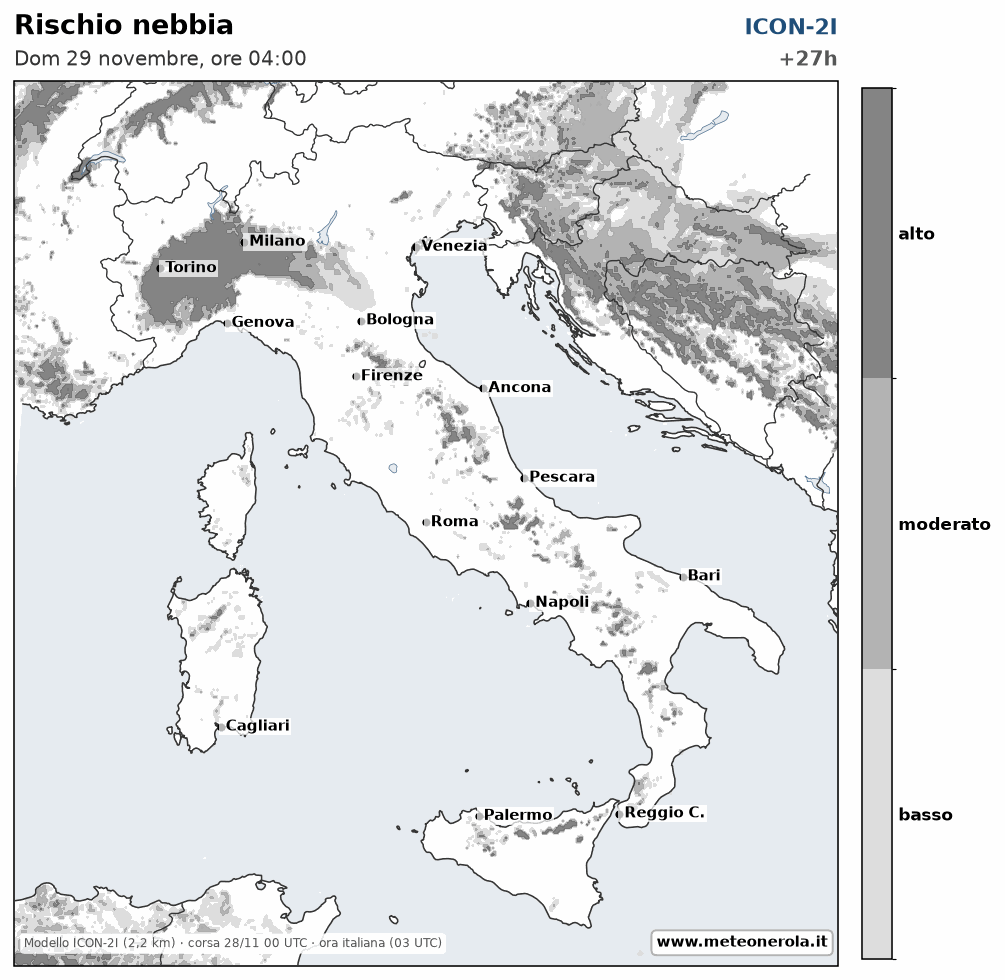 Rischio nebbia
ICON-2I
Dom 29 novembre, ore 04:00
+27h
alto
Milano
Venezia
Torino
Bologna
Genova
Firenze
Ancona
Pescara
Roma
moderato
Bari
Napoli
Cagliari
Palermo
Reggio C.
basso
Modello ICON-2I (2,2 km) · corsa 28/11 00 UTC · ora italiana (03 UTC)
www.meteonerola.it